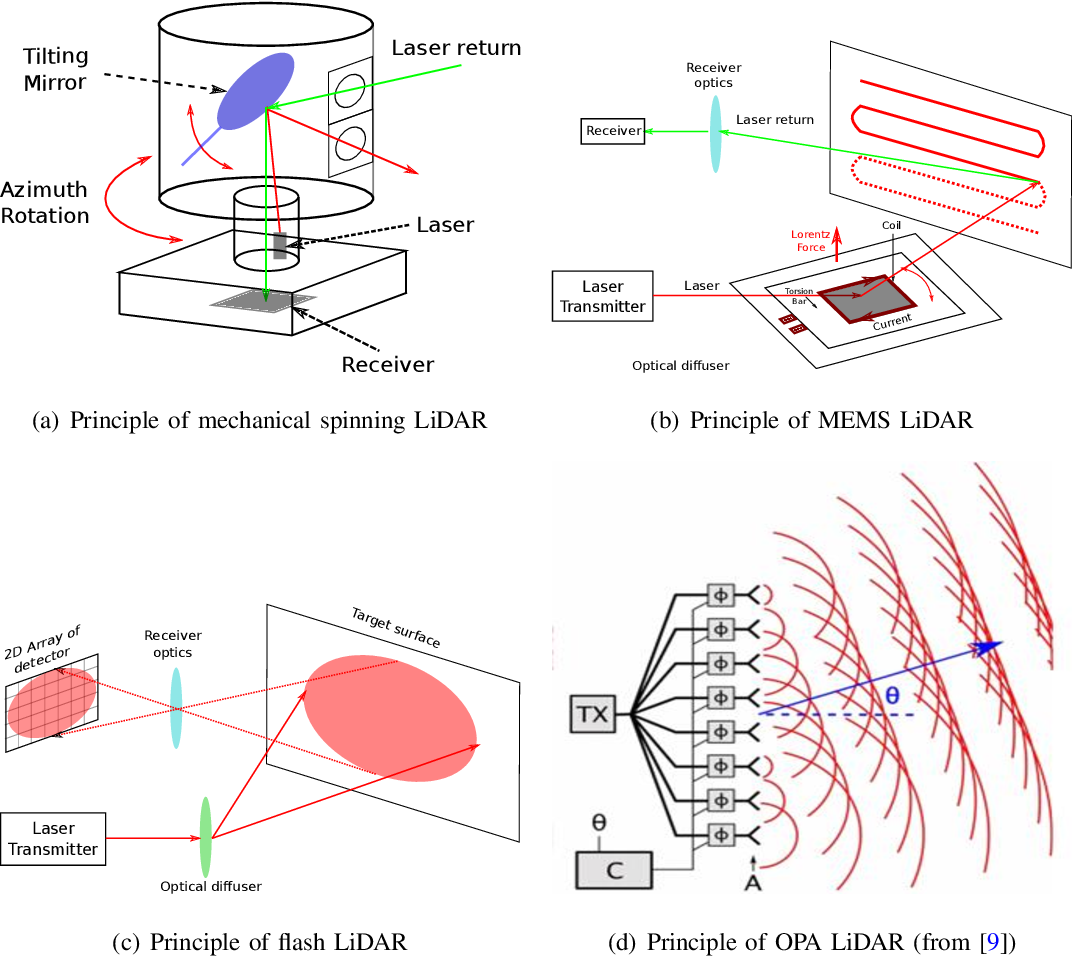 Tilting
Mirror
Laser return
Azimuth
Rotation
Laser
Receiver
(a) Principle of mechanical spinning LiDAR
Receiver
optics
Receiver
Laser return
Lorentz
Force
Coil
Laser
Transmitter
Laser
Torsion
Bar
Current
Optical diffuser
(b) Principle of MEMS LiDAR
2D Array of
detector
Receiver
optics
Target surface
Laser
Transmitter
Optical diffuser
(c) Principle of flash LiDAR
ϕ
ϕ
ϕ
ϕ
ϕ
ϕ
ϕ
ϕ
TX
θ
θ
C
A
(d) Principle of OPA LiDAR (from [9])